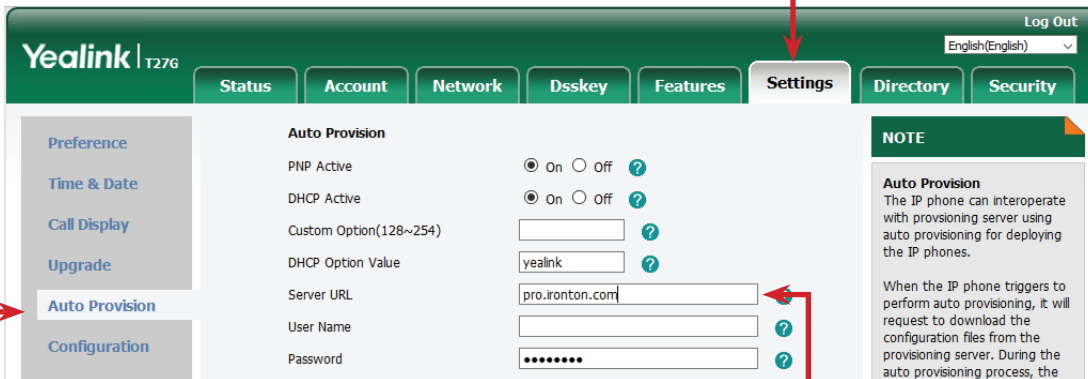 Log Out
Yealink | T27G
English(English)
Status Account Network Dsskey Features Settings Directory Security
Preference
Time & Date
Call Display
Upgrade
Auto Provision
Configuration
Auto Provision
PNP Active On Off ?
DHCP Active On Off ?
Custom Option(128~254) ?
DHCP Option Value yealink ?
Server URL pro.ironton.com
User Name ?
Password •••••••• ?
NOTE
Auto Provision
The IP phone can interoperate
with provsioning server using
auto provisioning for deploying
the IP phones.
When the IP phone triggers to
perform auto provisioning, it will
request to download the
configuration files from the
provisioning server. During the
auto provisioning process, the